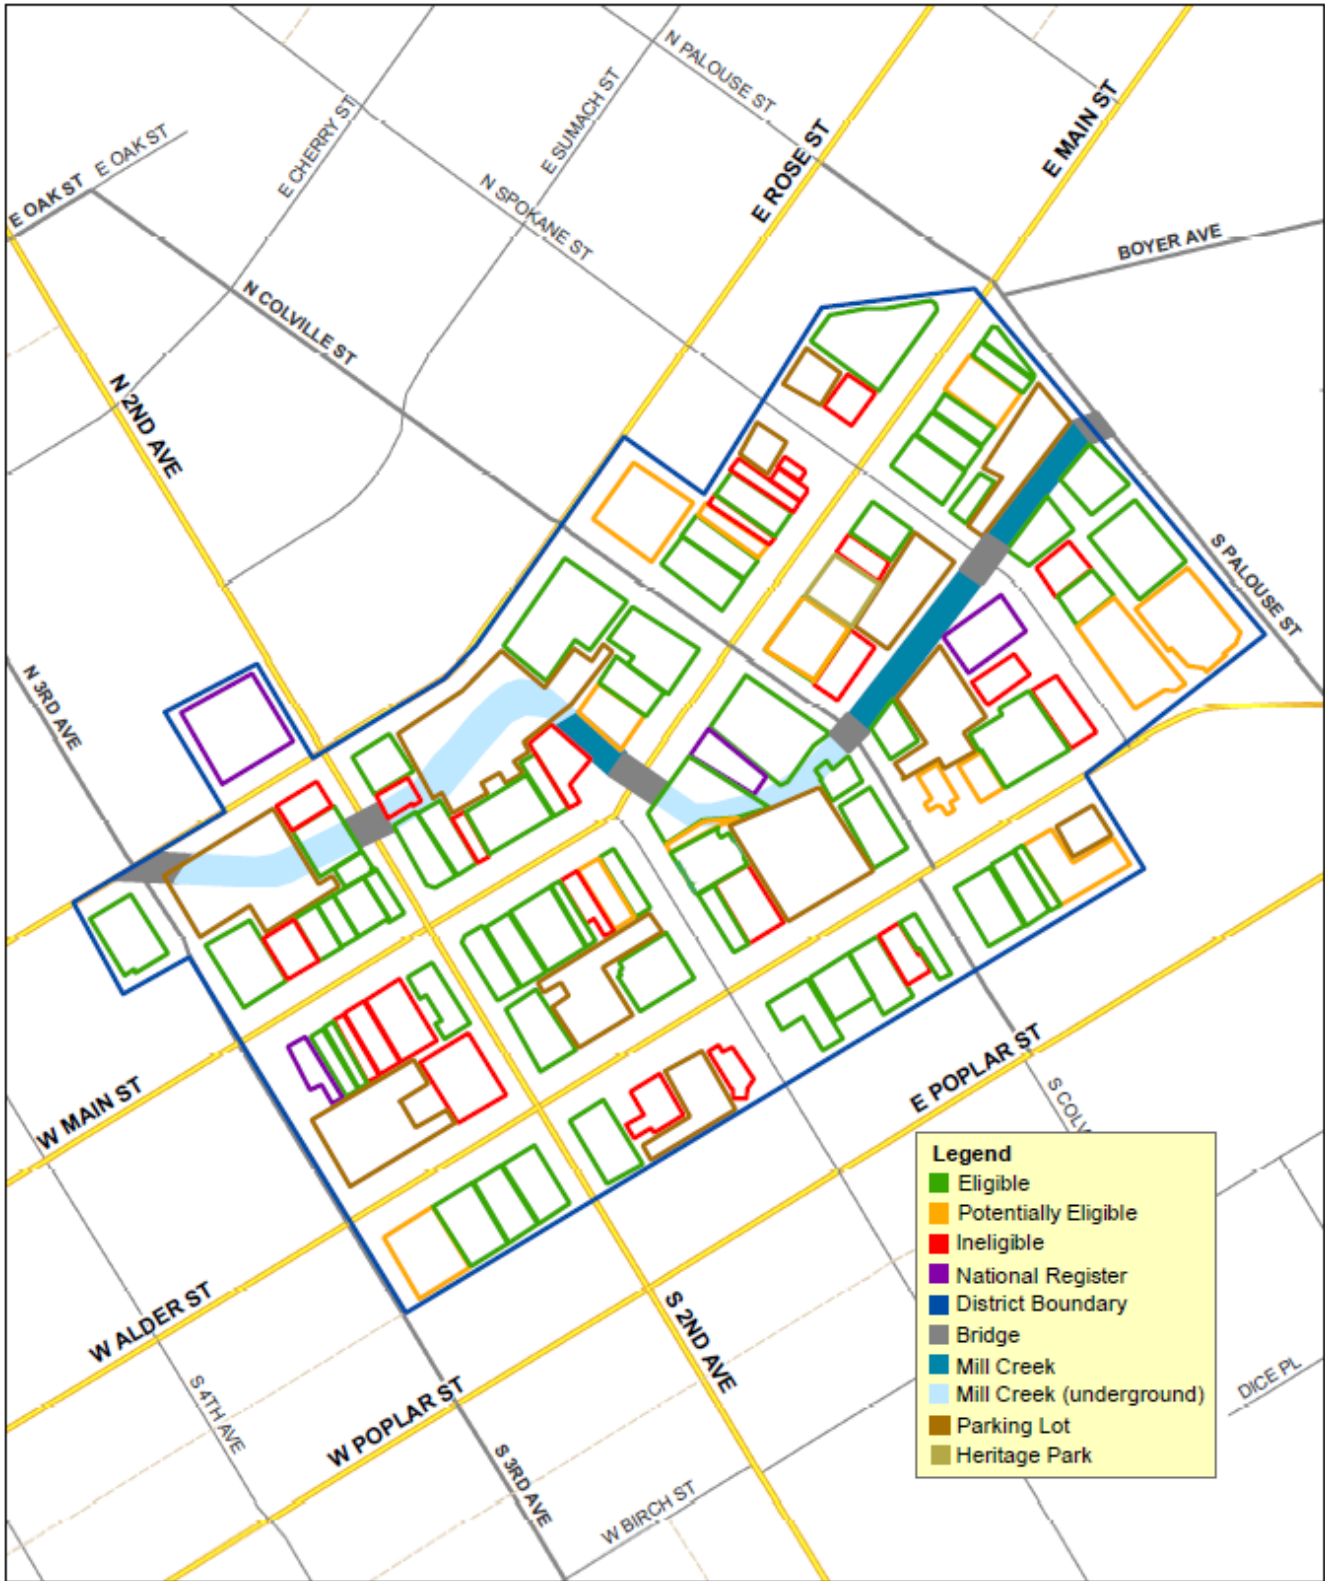 N PALOUSE ST
E SUMACH ST
E CHERRY ST
E OAK ST
E OAK ST
E MAIN ST
E ROSE ST
N SPOKANE ST
BOYER AVE
N COLVILLE ST
N 2ND AVE
S PALOUSE ST
N 3RD AVE
W MAIN ST
E POPLAR ST
S COLV
W ALDER ST
S 2ND AVE
S 4TH AVE
W POPLAR ST
S 3RD AVE
W BIRCH ST
DICE PL
Legend
Eligible
Potentially Eligible
Ineligible
National Register
District Boundary
Bridge
Mill Creek
Mill Creek (underground)
Parking Lot
Heritage Park